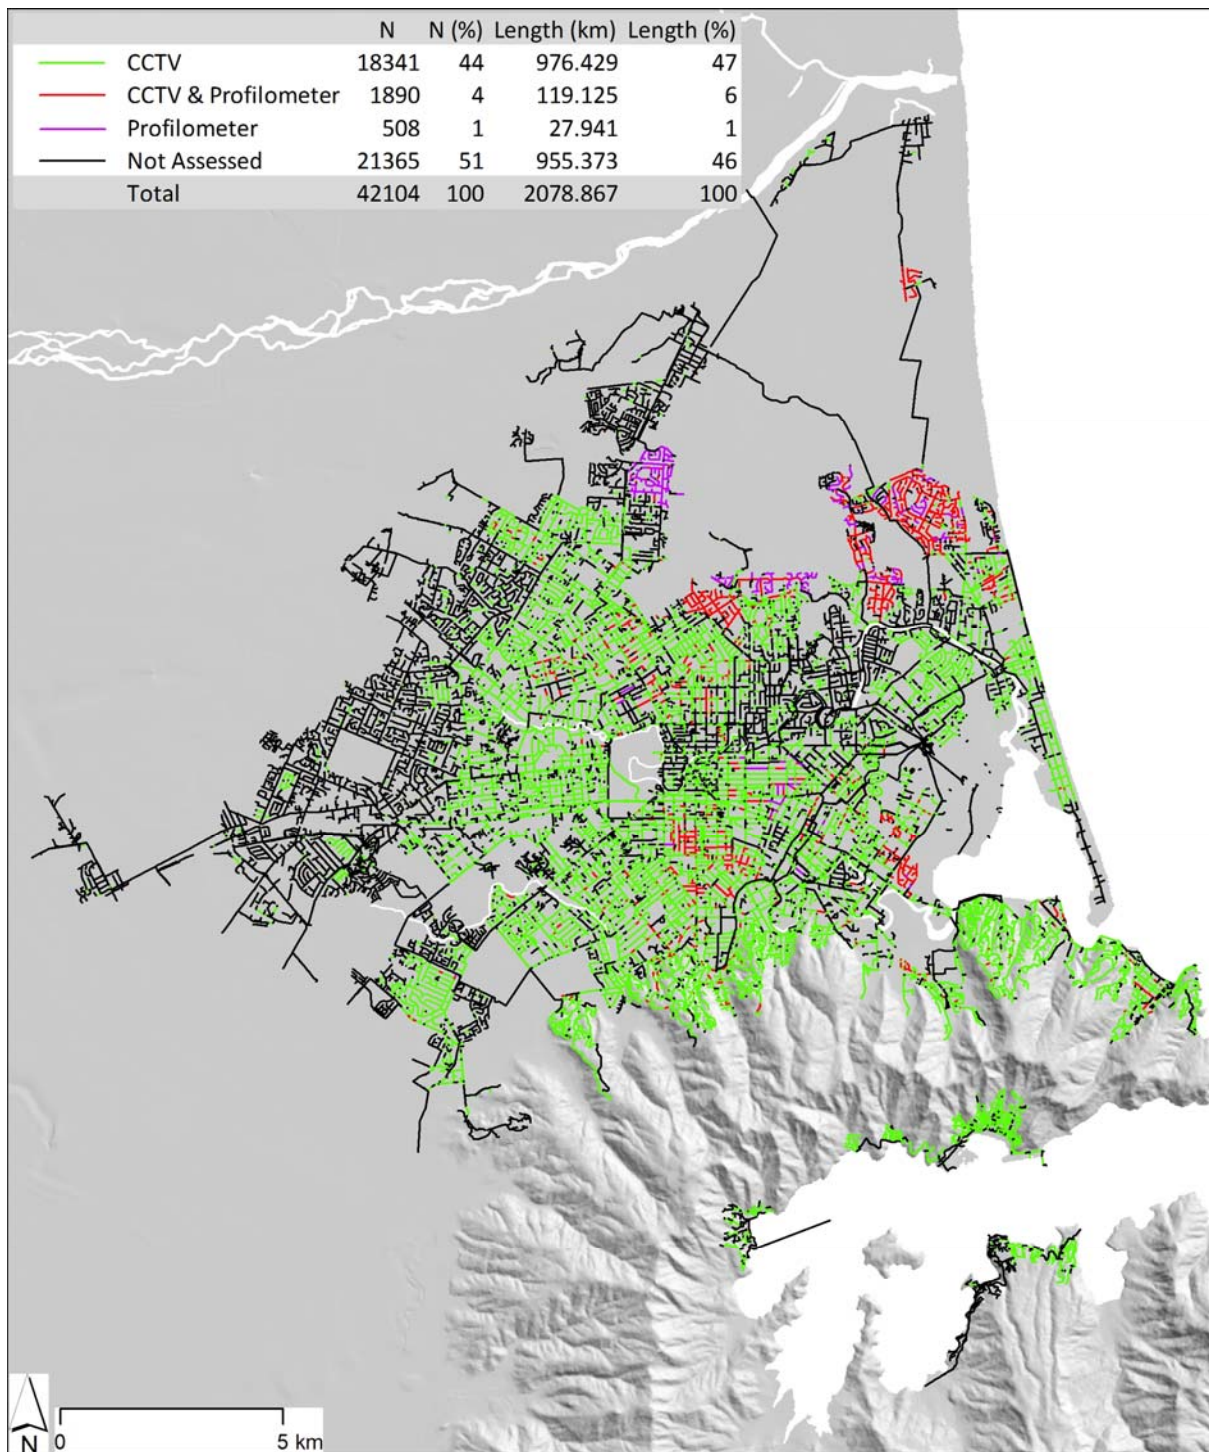 N N (%) Length (km) Length (%)
CCTV 18341 44 976.429 47
CCTV & Profilometer 1890 4 119.125 6
Profilometer 508 1 27.941 1
Not Assessed 21365 51 955.373 46
Total 42104 100 2078.867 100
N
0 5 km